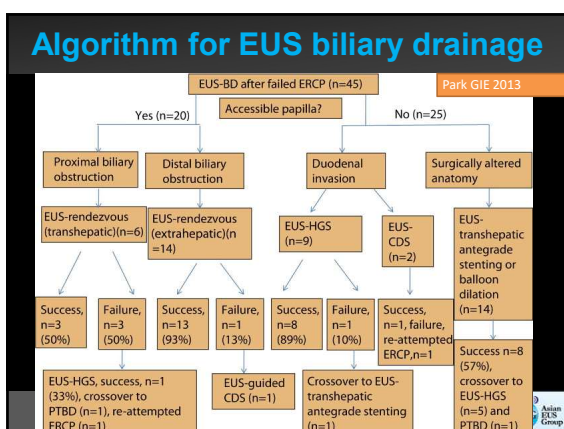 Algorithm for EUS biliary drainage
EUS-BD after failed ERCP (n=45)
Park GIE 2013
Accessible papilla?
Yes (n=20)
No (n=25)
Proximal biliary
obstruction
Distal biliary
obstruction
Duodenal
invasion
Surgically altered
anatomy
EUS-rendezvous
(transhepatic)(n=6)
EUS-rendezvous
(extrahepatic)(n
=14)
EUS-HGS
(n=9)
EUS-
CDS
(n=2)
EUS-
transhepatic
antegrade
stenting or
balloon
dilation
(n=14)
Success,
n=3
(50%)
Failure,
n=3
(50%)
Success,
n=13
(93%)
Failure,
n=1
(13%)
Success,
n=8
(89%)
Failure,
n=1
(10%)
Success,
n=1, failure,
re-attempted
ERCP,n=1
EUS-HGS, success, n=1
(33%), crossover to
PTBD (n=1), re-attempted
ERCP (n=1)
EUS-guided
CDS (n=1)
Crossover to EUS-
transhepatic
antegrade stenting
(n=1)
Success n=8
(57%),
crossover to
EUS-HGS
(n=5) and
PTBD (n=1)
Asian
EUS
Group